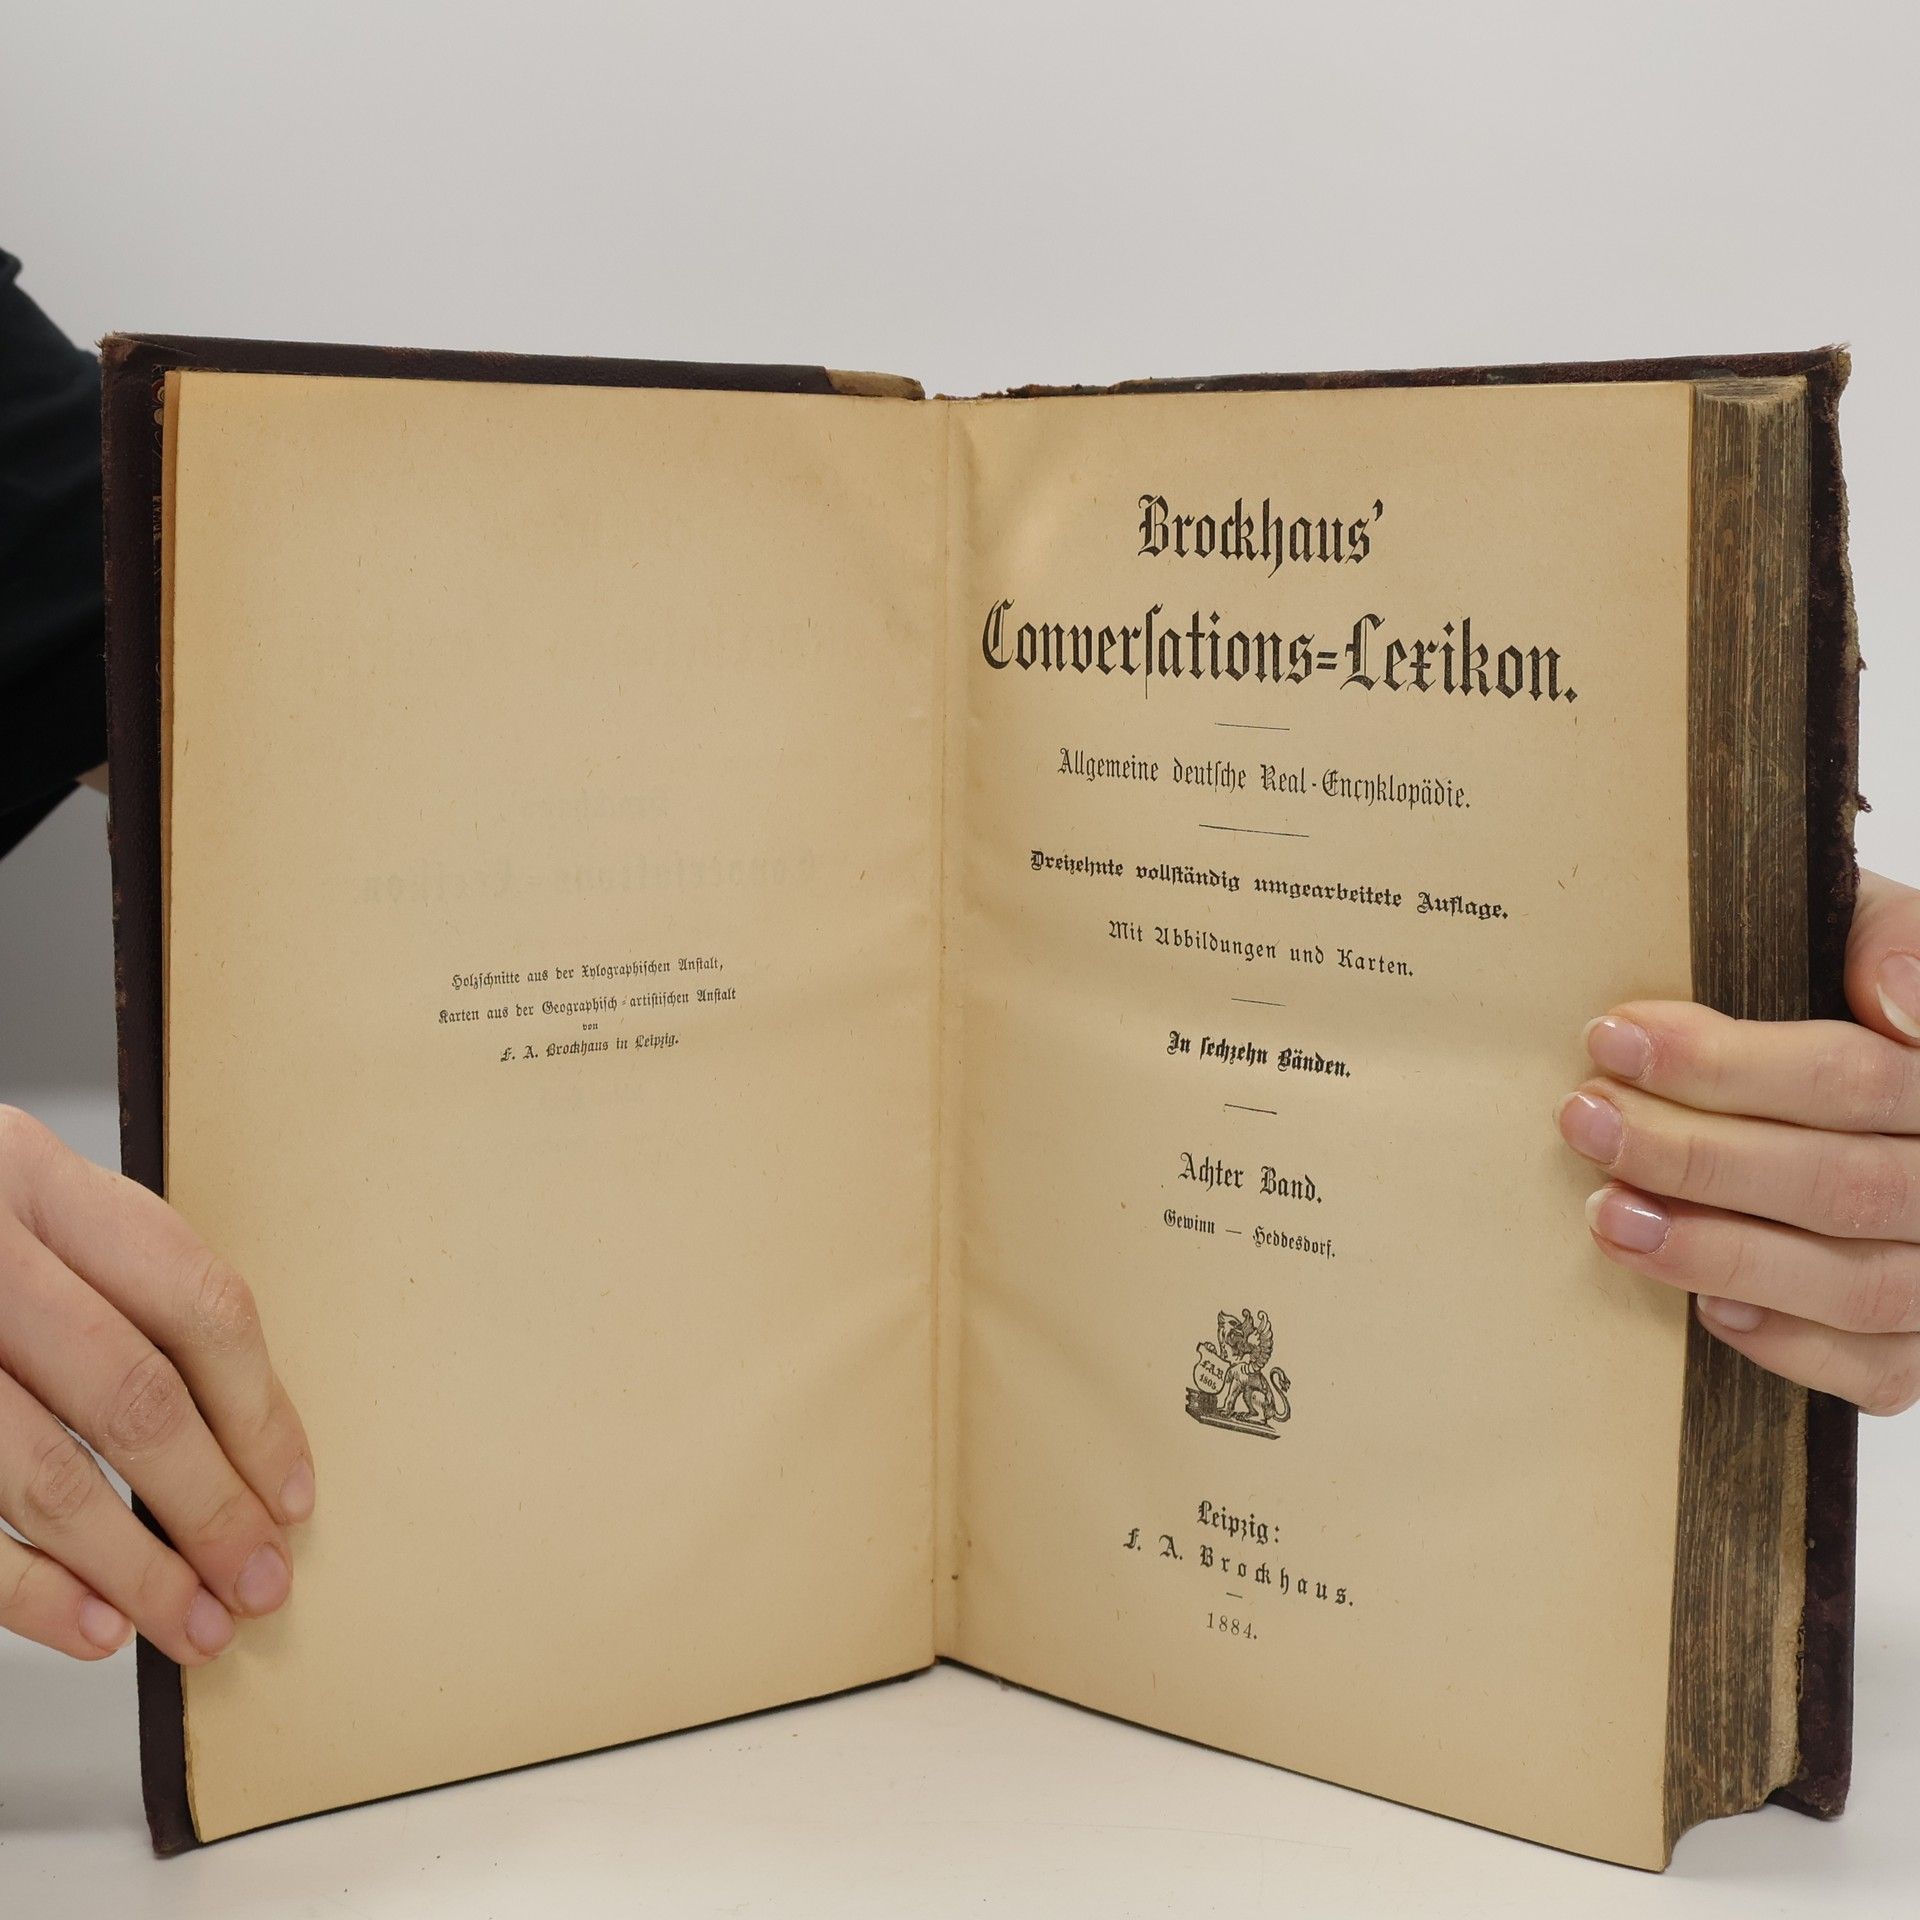 Holzſchnitte aus der Xylographiſchen Anſtalt,
Karten aus der Geographiſch-artiſtiſchen Anſtalt
von
F. A. Brockhaus in Leipzig.
Brockhaus’
Converſations=Lexikon.
Allgemeine deutſche Real-Encyklopädie.
Dreizehnte vollſtändig umgearbeitete Auflage.
Mit Abbildungen und Karten.
In ſechzehn Bänden.
Achter Band.
Gewinn — Heddesdorf.
F.A.B
1805
Leipzig:
F. A. Brockhaus.
1884.